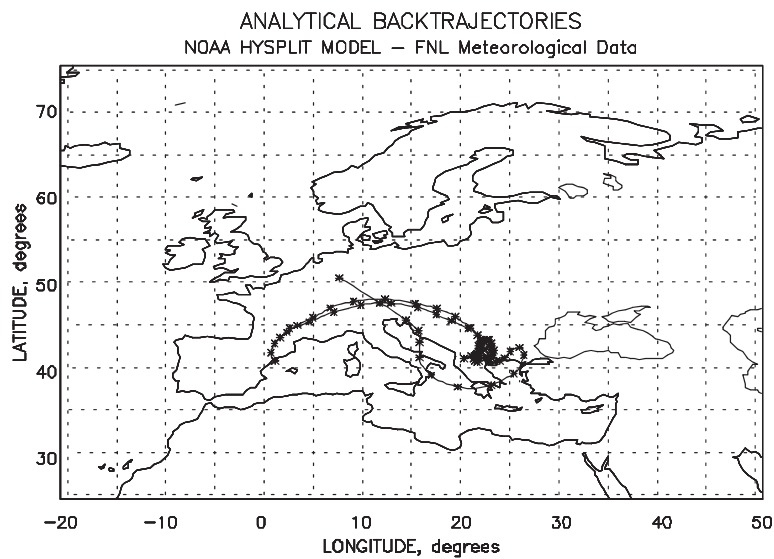 ANALYTICAL BACKTRAJECTORIES
NOAA HYSPLIT MODEL – FNL Meteorological Data
70
60
50
40
30
LATITUDE, degrees
-20 -10 0 10 20 30 40 50
LONGITUDE, degrees